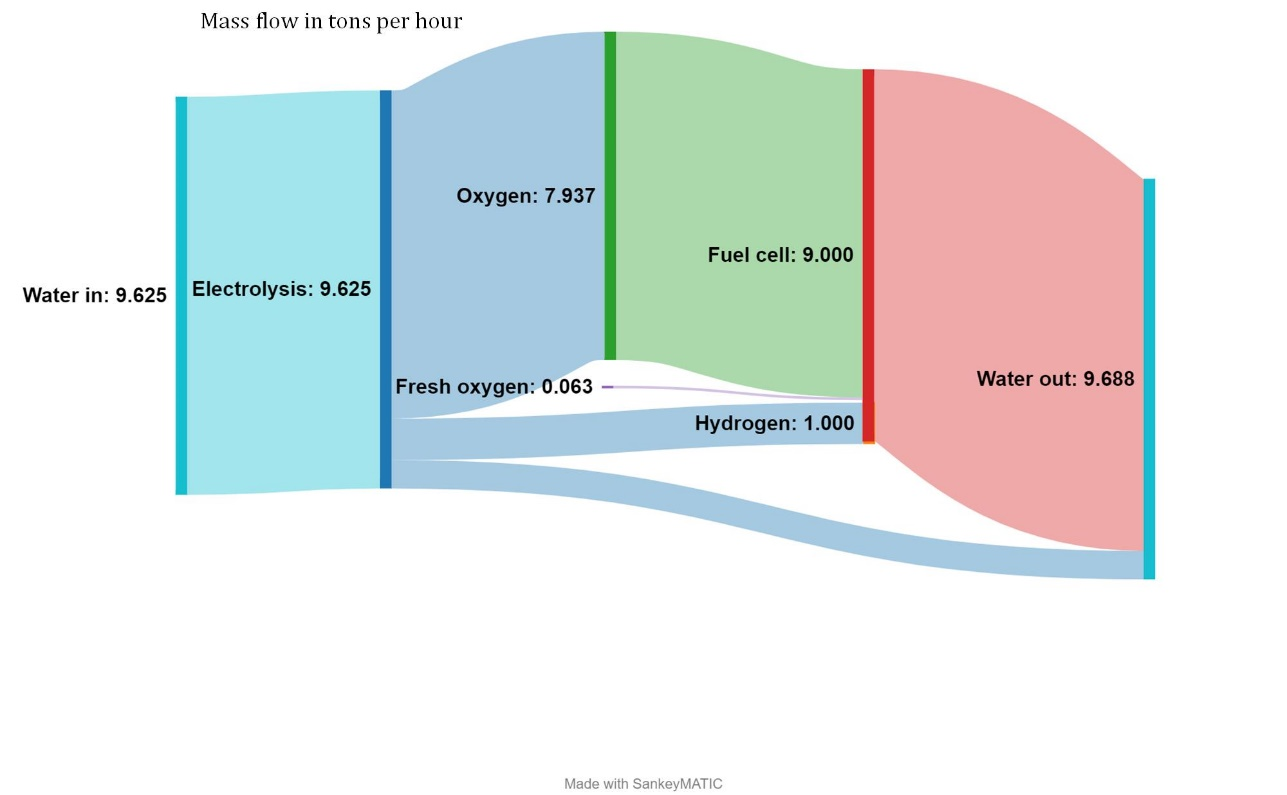 Mass flow in tons per hour
Oxygen: 7.937
Fuel cell: 9.000
Electrolysis: 9.625
Water in: 9.625
Water out: 9.688
Fresh oxygen: 0.063
Hydrogen: 1.000
Made with SankeyMATIC